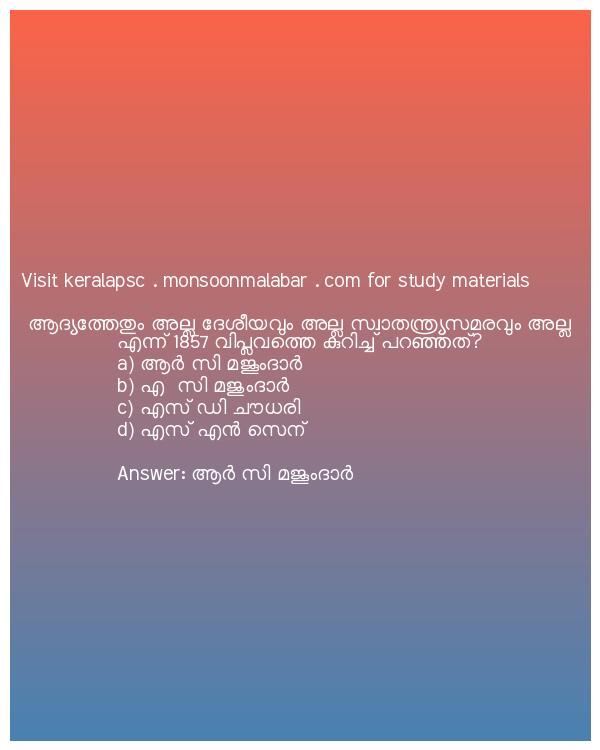 Visit keralapsc . monsoonmalabar . com for study materials
ആദ്യത്തേതും അല്ല ദേശീയവും അല്ല സ്വാതന്ത്ര്യസമരവും അല്ല
എന്ന് 1857 വിപ്ലവത്തെ കുറിച്ച് പറഞ്ഞത്?
a) ആർ സി മജൂംദാർ
b) എ സി മജുംദാർ
c) എസ് ഡി ചൗധരി
d) എസ് എൻ സെന്
Answer: ആർ സി മജൂംദാർ